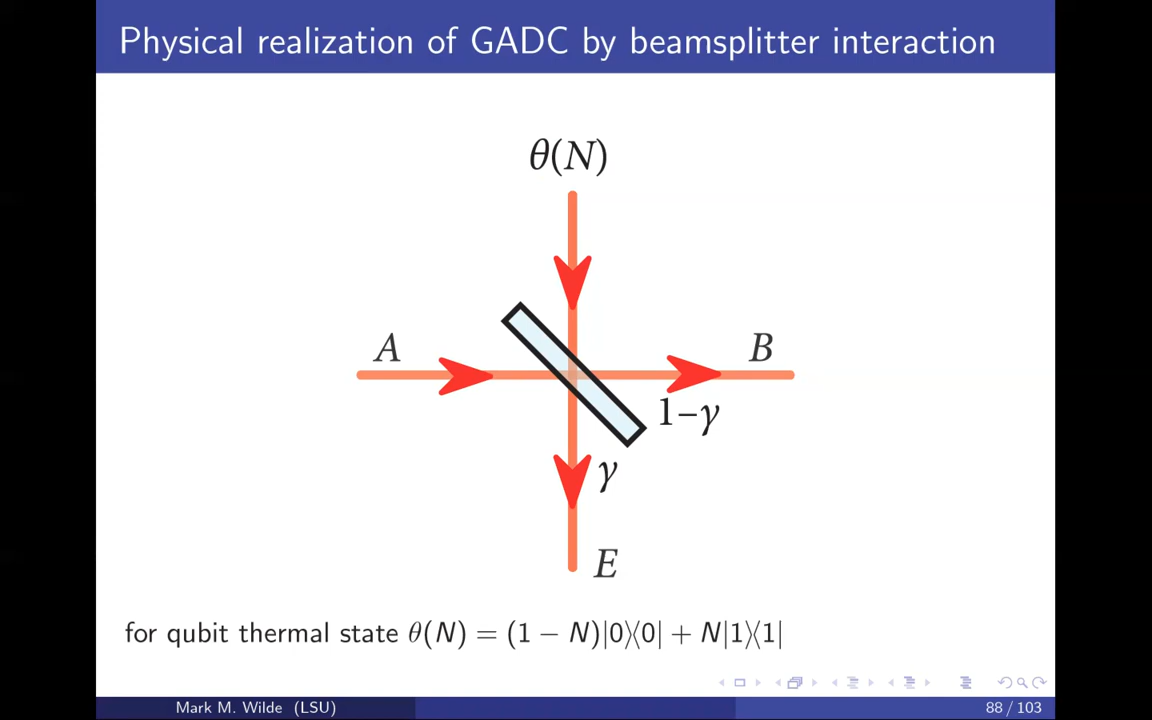 Physical realization of GADC by beamsplitter interaction
θ(N)
A
B
1−γ
γ
E
for qubit thermal state θ(N) = (1 − N)|0⟩⟨0| + N|1⟩⟨1|
Mark M. Wilde (LSU)
88 / 103